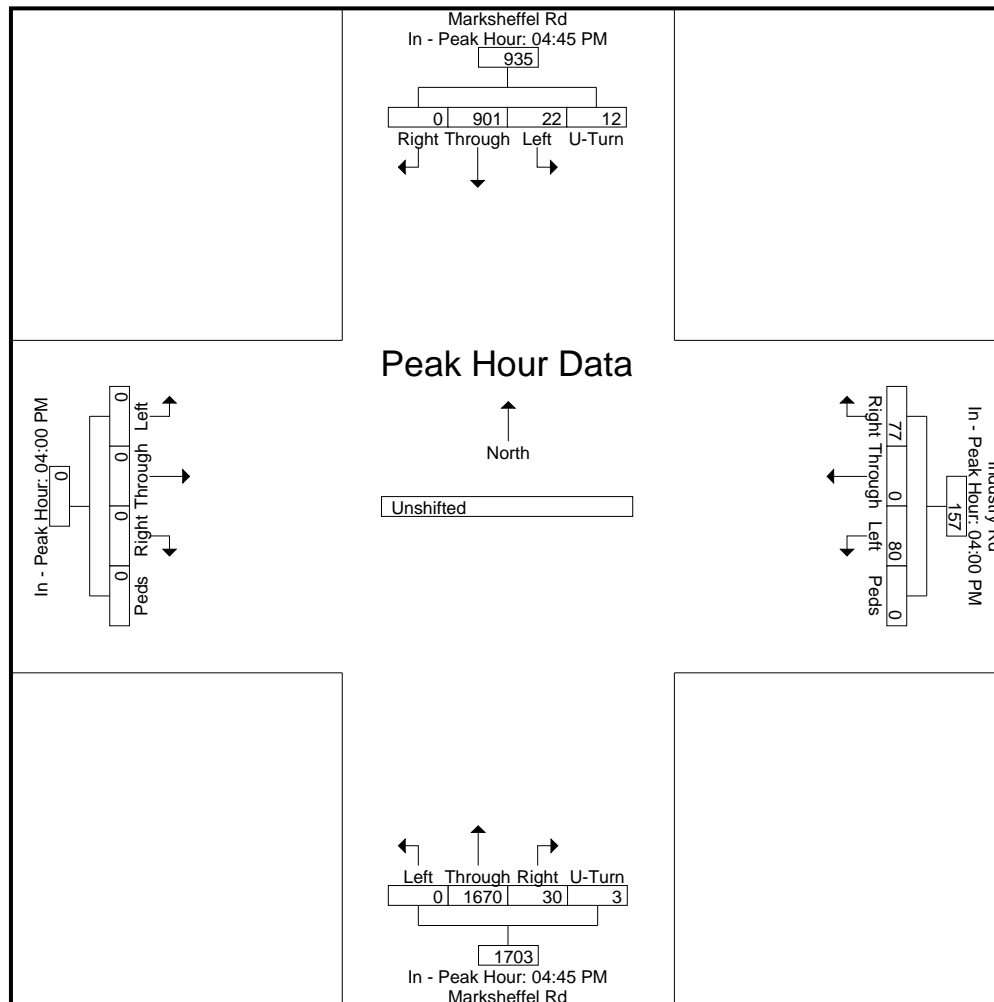 Marksheffel Rd
In - Peak Hour: 04:45 PM
935
0 901 22 12
Right Through Left U-Turn
Peak Hour Data
North
Unshifted
In - Peak Hour: 04:00 PM
0
0 0 0 0
Left Through Right Peds
Industry Rd
In - Peak Hour: 04:00 PM
157
77 0 80 0
Right Through Left Peds
Left Through Right U-Turn
0 1670 30 3
1703
In - Peak Hour: 04:45 PM
Marksheffel Rd